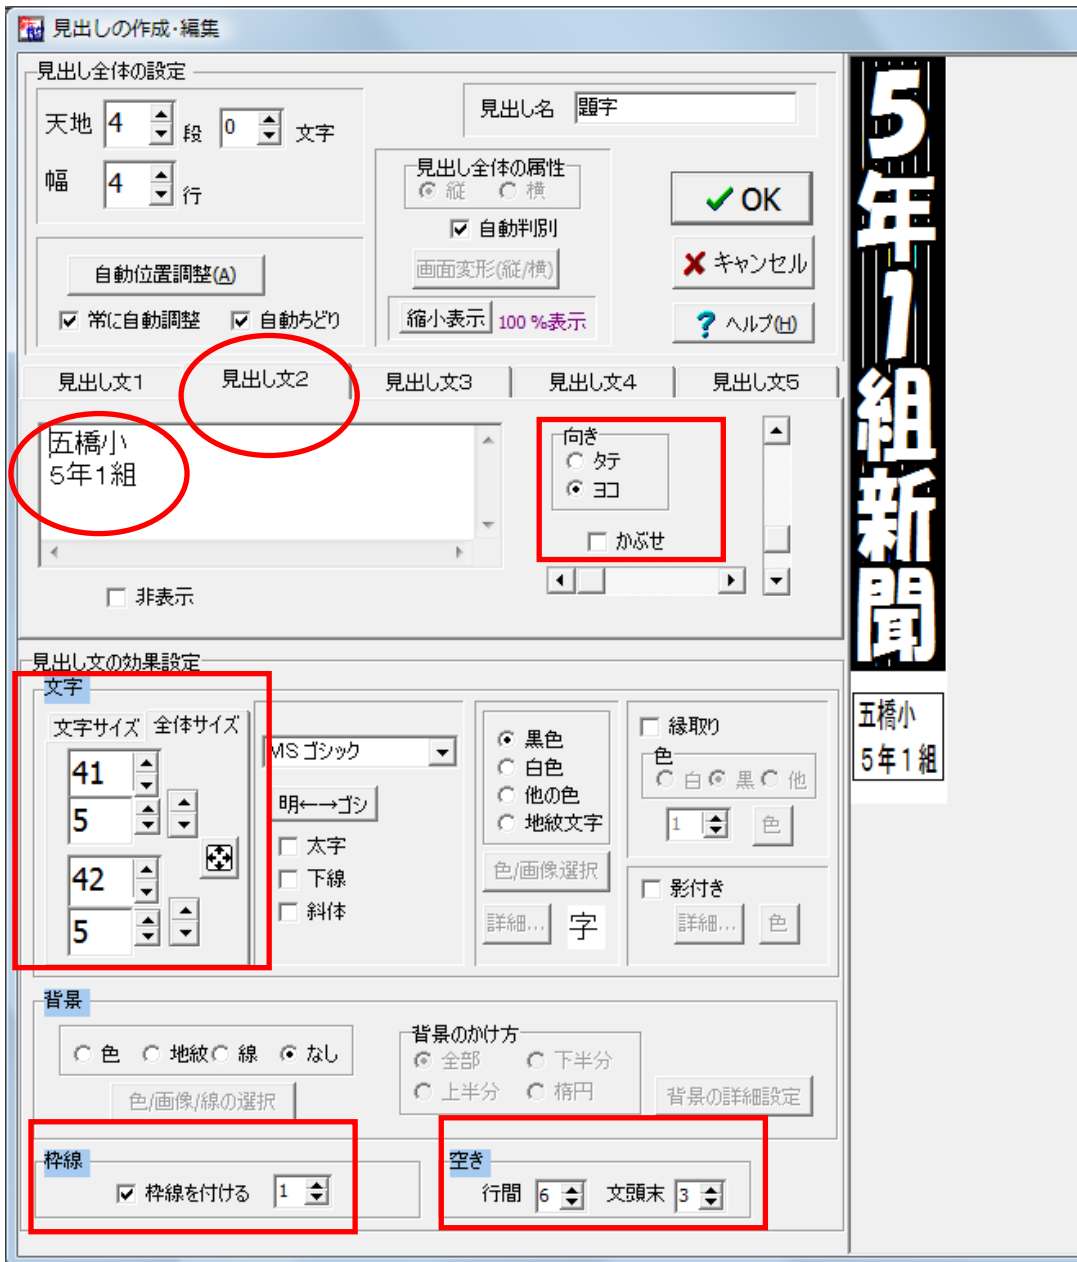 見出しの作成・編集
見出し全体の設定
天地 4 段 0 文字
幅 4 行
見出し名 題字
見出し全体の属性
縦 横
自動判別
画面変形(縦/横)
縮小表示 100 %表示
OK
キャンセル
ヘルプ(H)
自動位置調整(A)
常に自動調整 自動ちどり
見出し文1 見出し文2 見出し文3 見出し文4 見出し文5
五橋小
5年1組
向き
タテ
ヨコ
かぶせ
非表示
見出し文の効果設定
文字
文字サイズ 全体サイズ
41
5
42
5
MS ゴシック
明←→ゴシ
太字
下線
斜体
黒色
白色
他の色
地紋文字
色/画像選択
詳細... 字
縁取り
色
白 黒 他
1 色
影付き
詳細... 色
背景
色 地紋 線 なし
色/画像/線の選択
背景のかけ方
全部 下半分
上半分 楕円
背景の詳細設定
枠線
枠線を付ける 1
空き
行間 6 文頭末 3
5年1組新聞
五橋小
5年1組